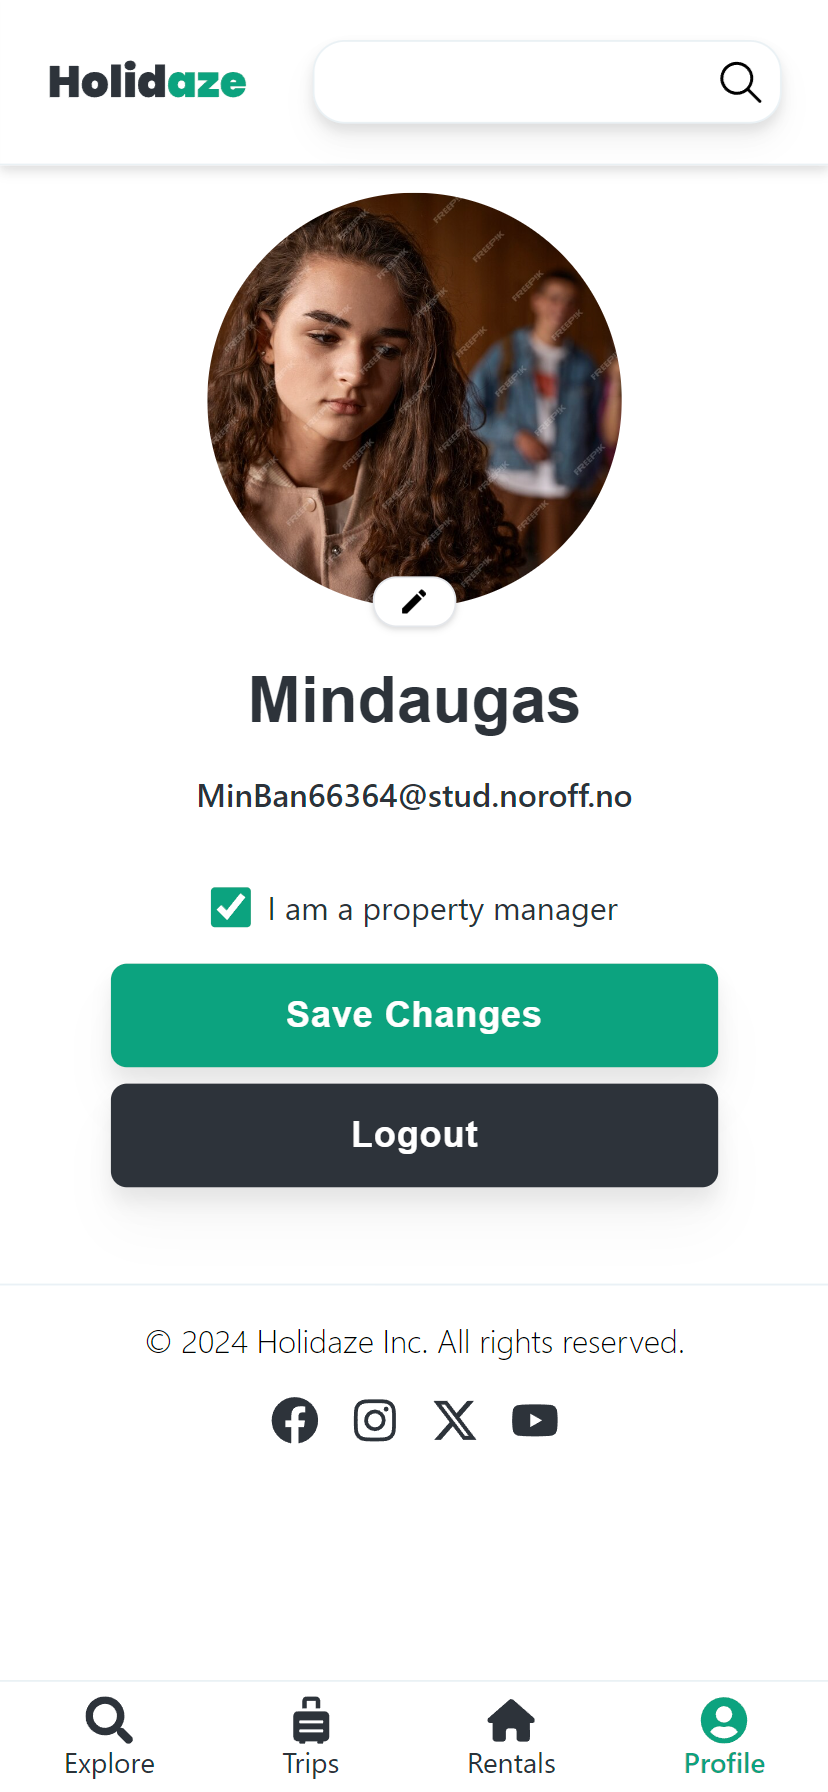 Holidaze
FREEPIK
Mindaugas
MinBan66364@stud.noroff.no
I am a property manager
Save Changes
Logout
© 2024 Holidaze Inc. All rights reserved.
Explore Trips Rentals Profile